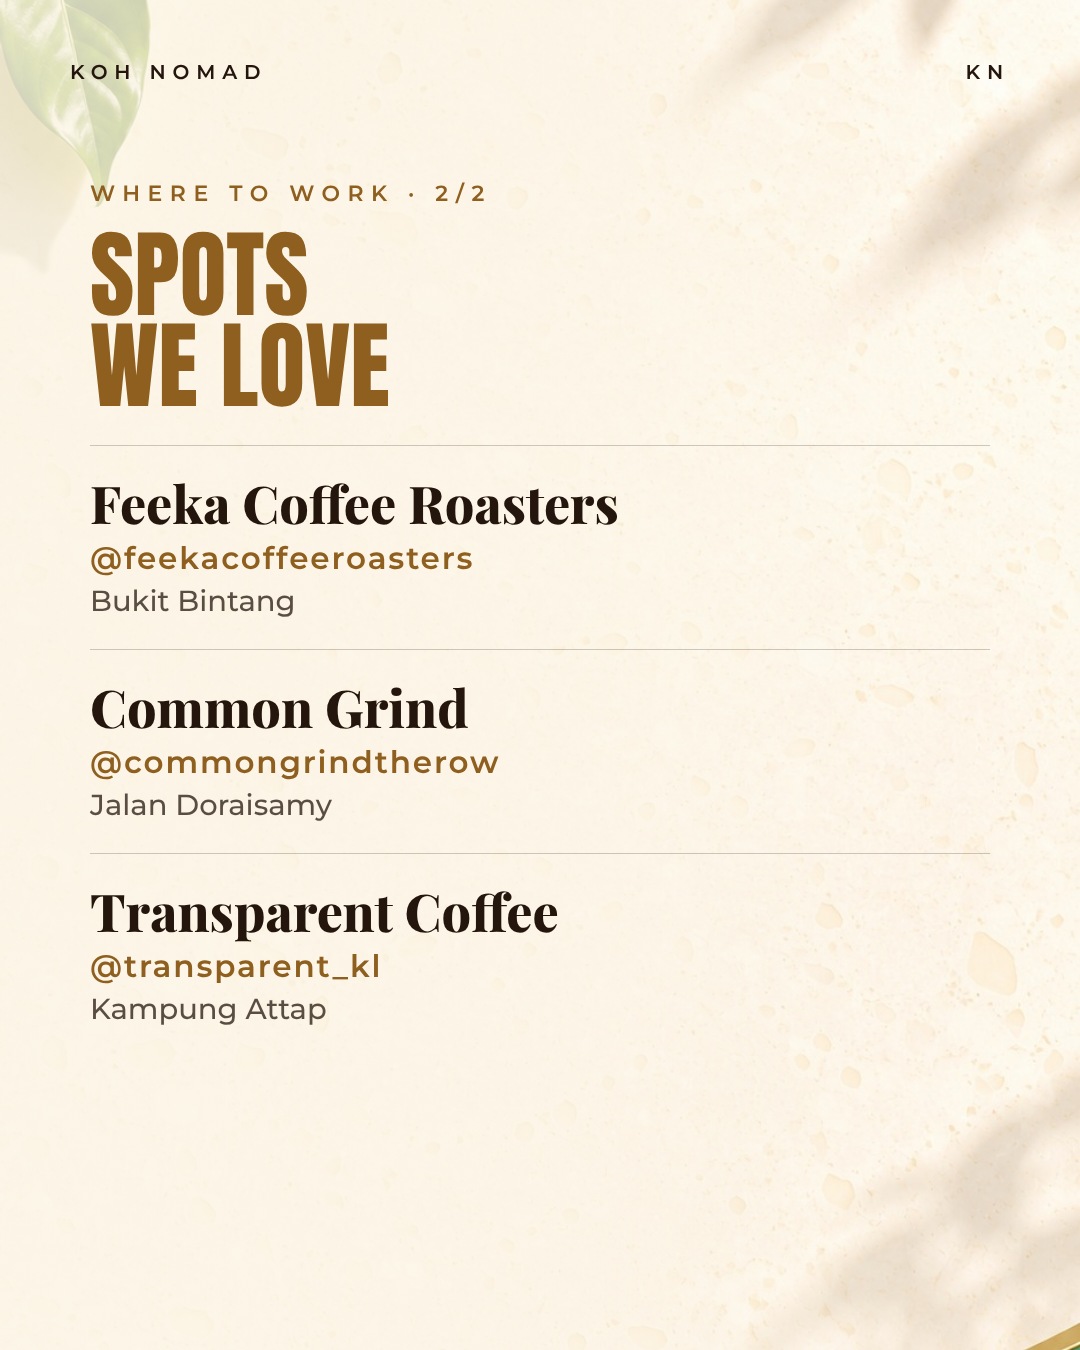 KOH NOMAD
KN
WHERE TO WORK · 2/2
SPOTS
WE LOVE
Feeka Coffee Roasters
@feekacoffeeroasters
Bukit Bintang
Common Grind
@commongrindtherow
Jalan Doraisamy
Transparent Coffee
@transparent_kl
Kampung Attap